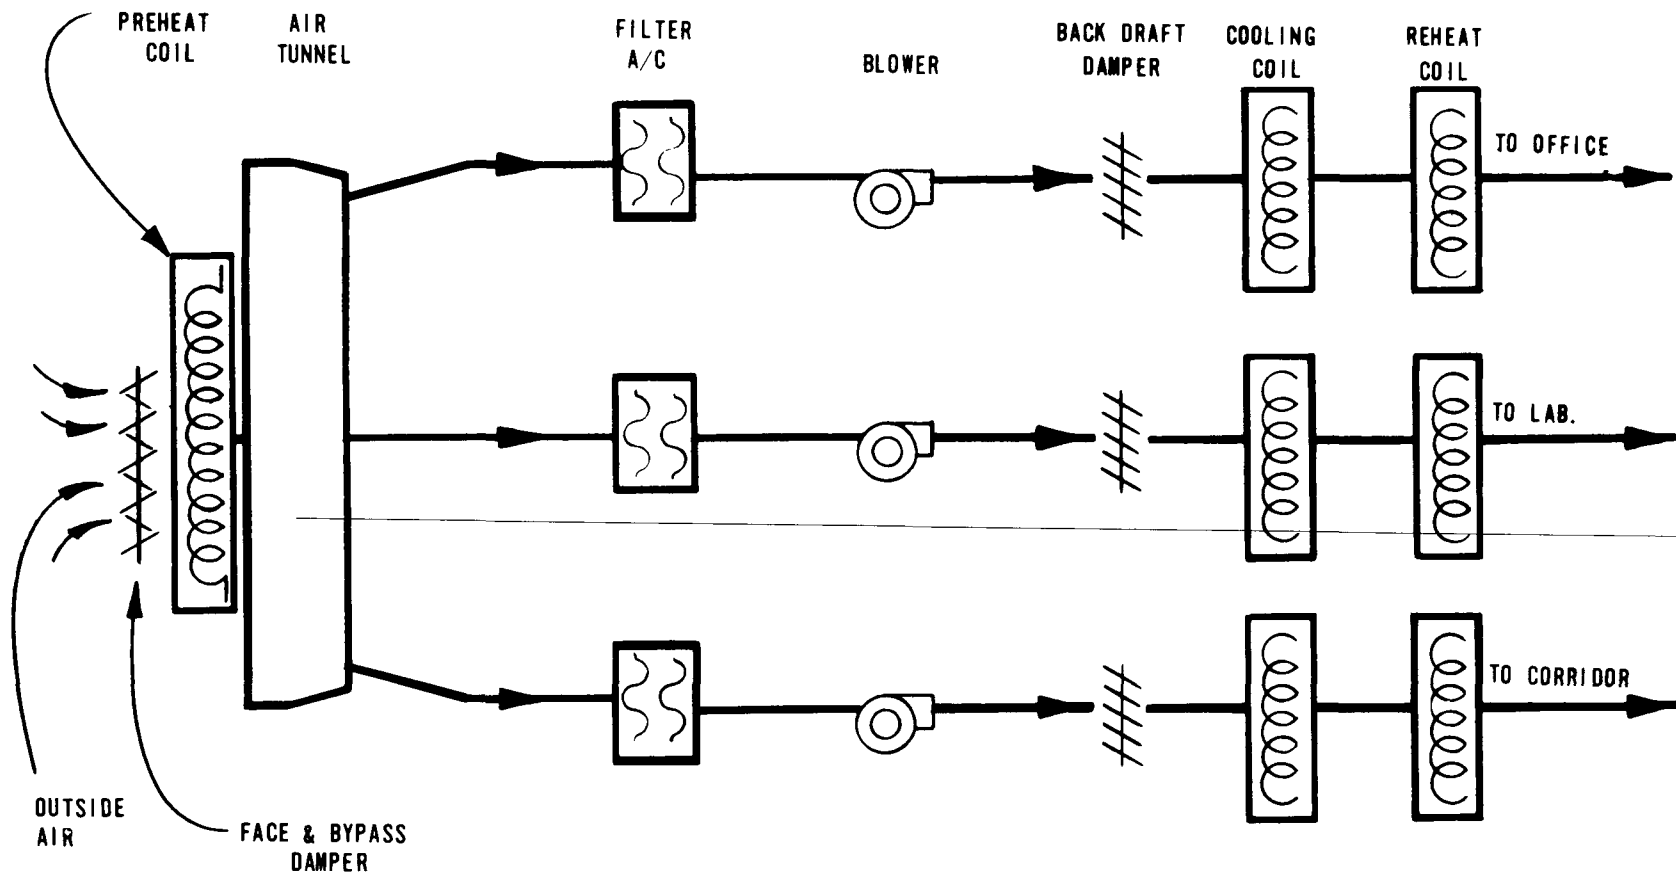 PREHEAT
COIL
AIR
TUNNEL
FILTER
A/C
BLOWER
BACK DRAFT
DAMPER
COOLING
COIL
REHEAT
COIL
TO OFFICE
TO LAB.
TO CORRIDOR
OUTSIDE
AIR
FACE & BYPASS
DAMPER